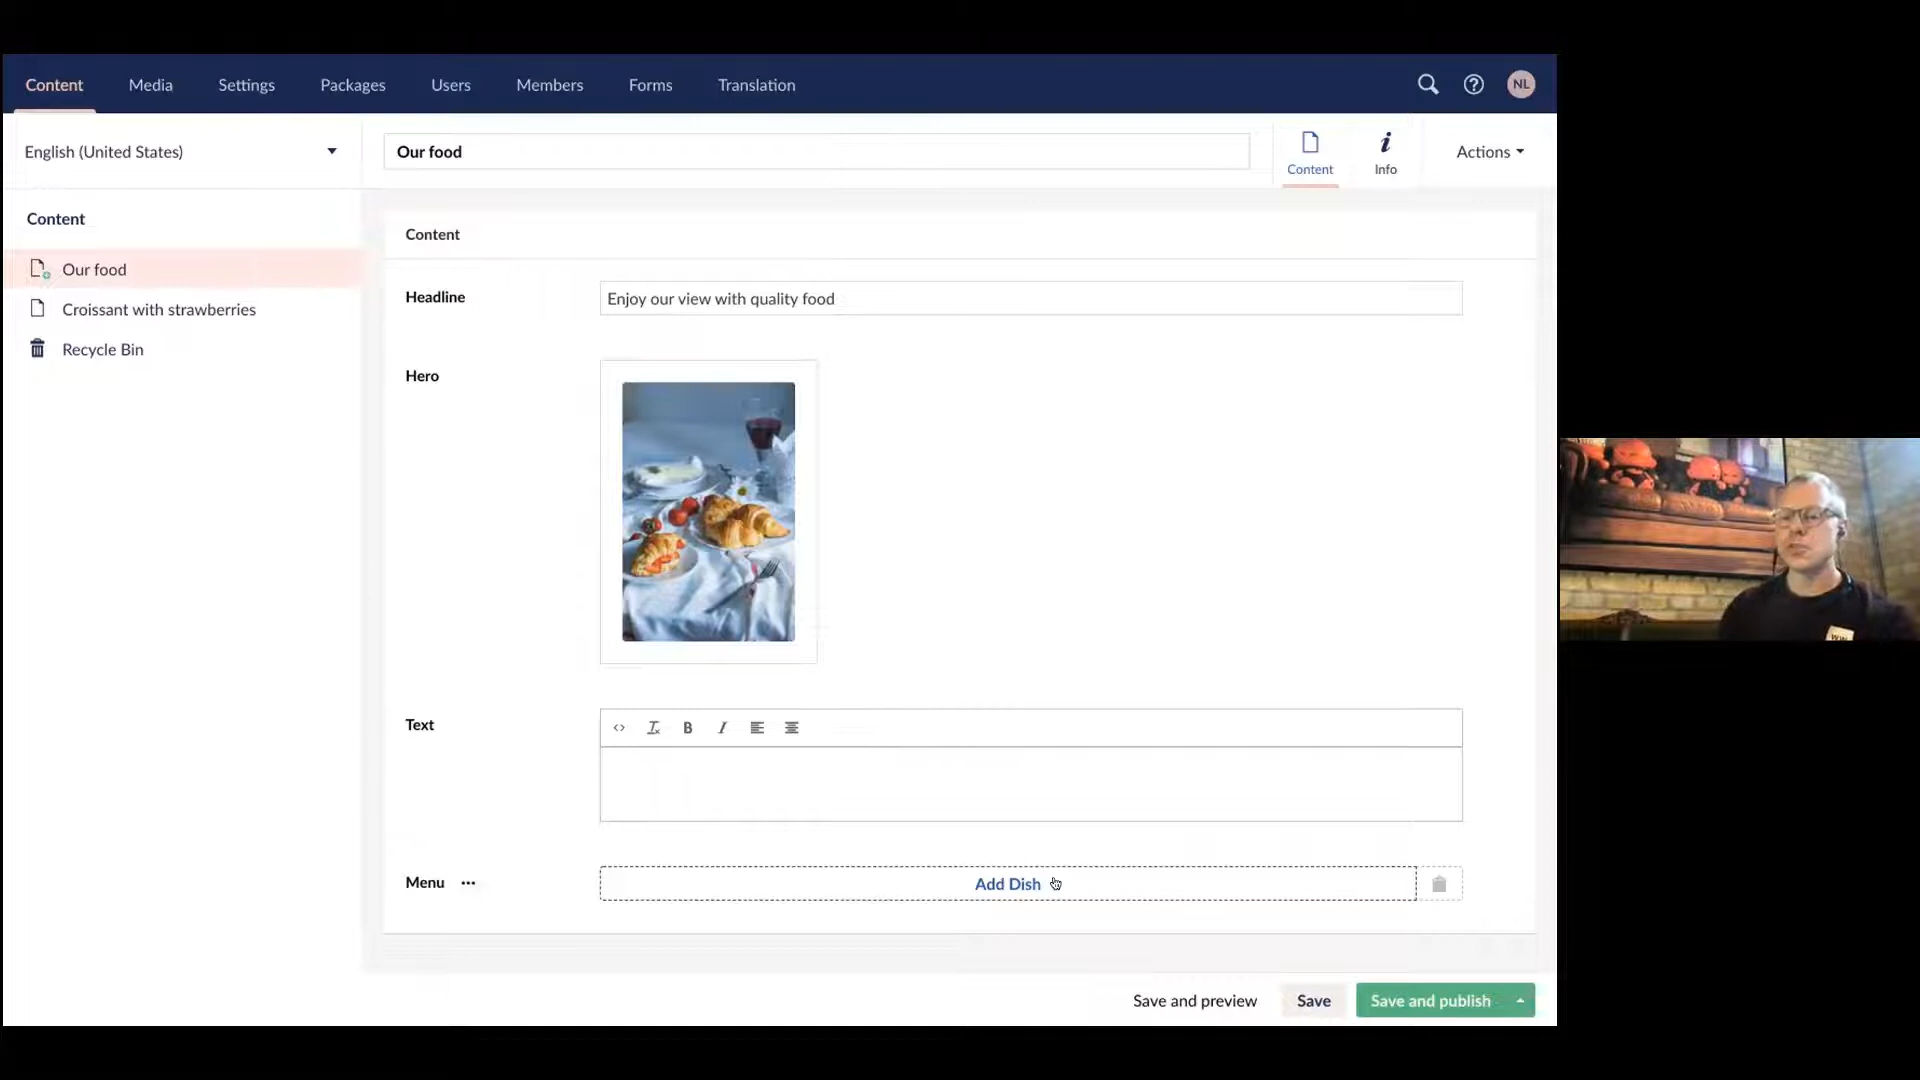 Content Media Settings Packages Users Members Forms Translation NL
English (United States)
Our food
Content Info Actions
Content
Our food
Croissant with strawberries
Recycle Bin
Content
Headline Enjoy our view with quality food
Hero
Text
Menu ••• Add Dish
Save and preview Save Save and publish